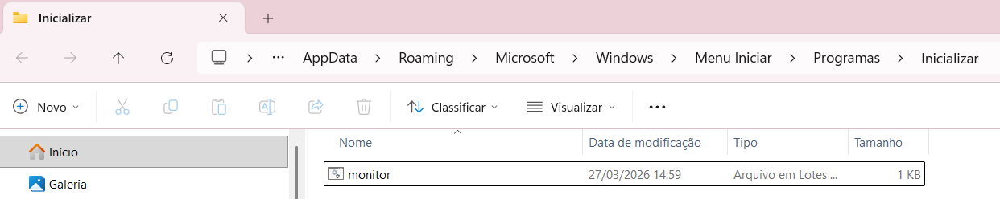 Inicializar
AppData Roaming Microsoft Windows Menu Iniciar Programas Inicializar
Novo Classificar Visualizar
Nome Data de modificação Tipo Tamanho
Início
monitor 27/03/2026 14:59 Arquivo em Lotes ... 1 KB
Galeria